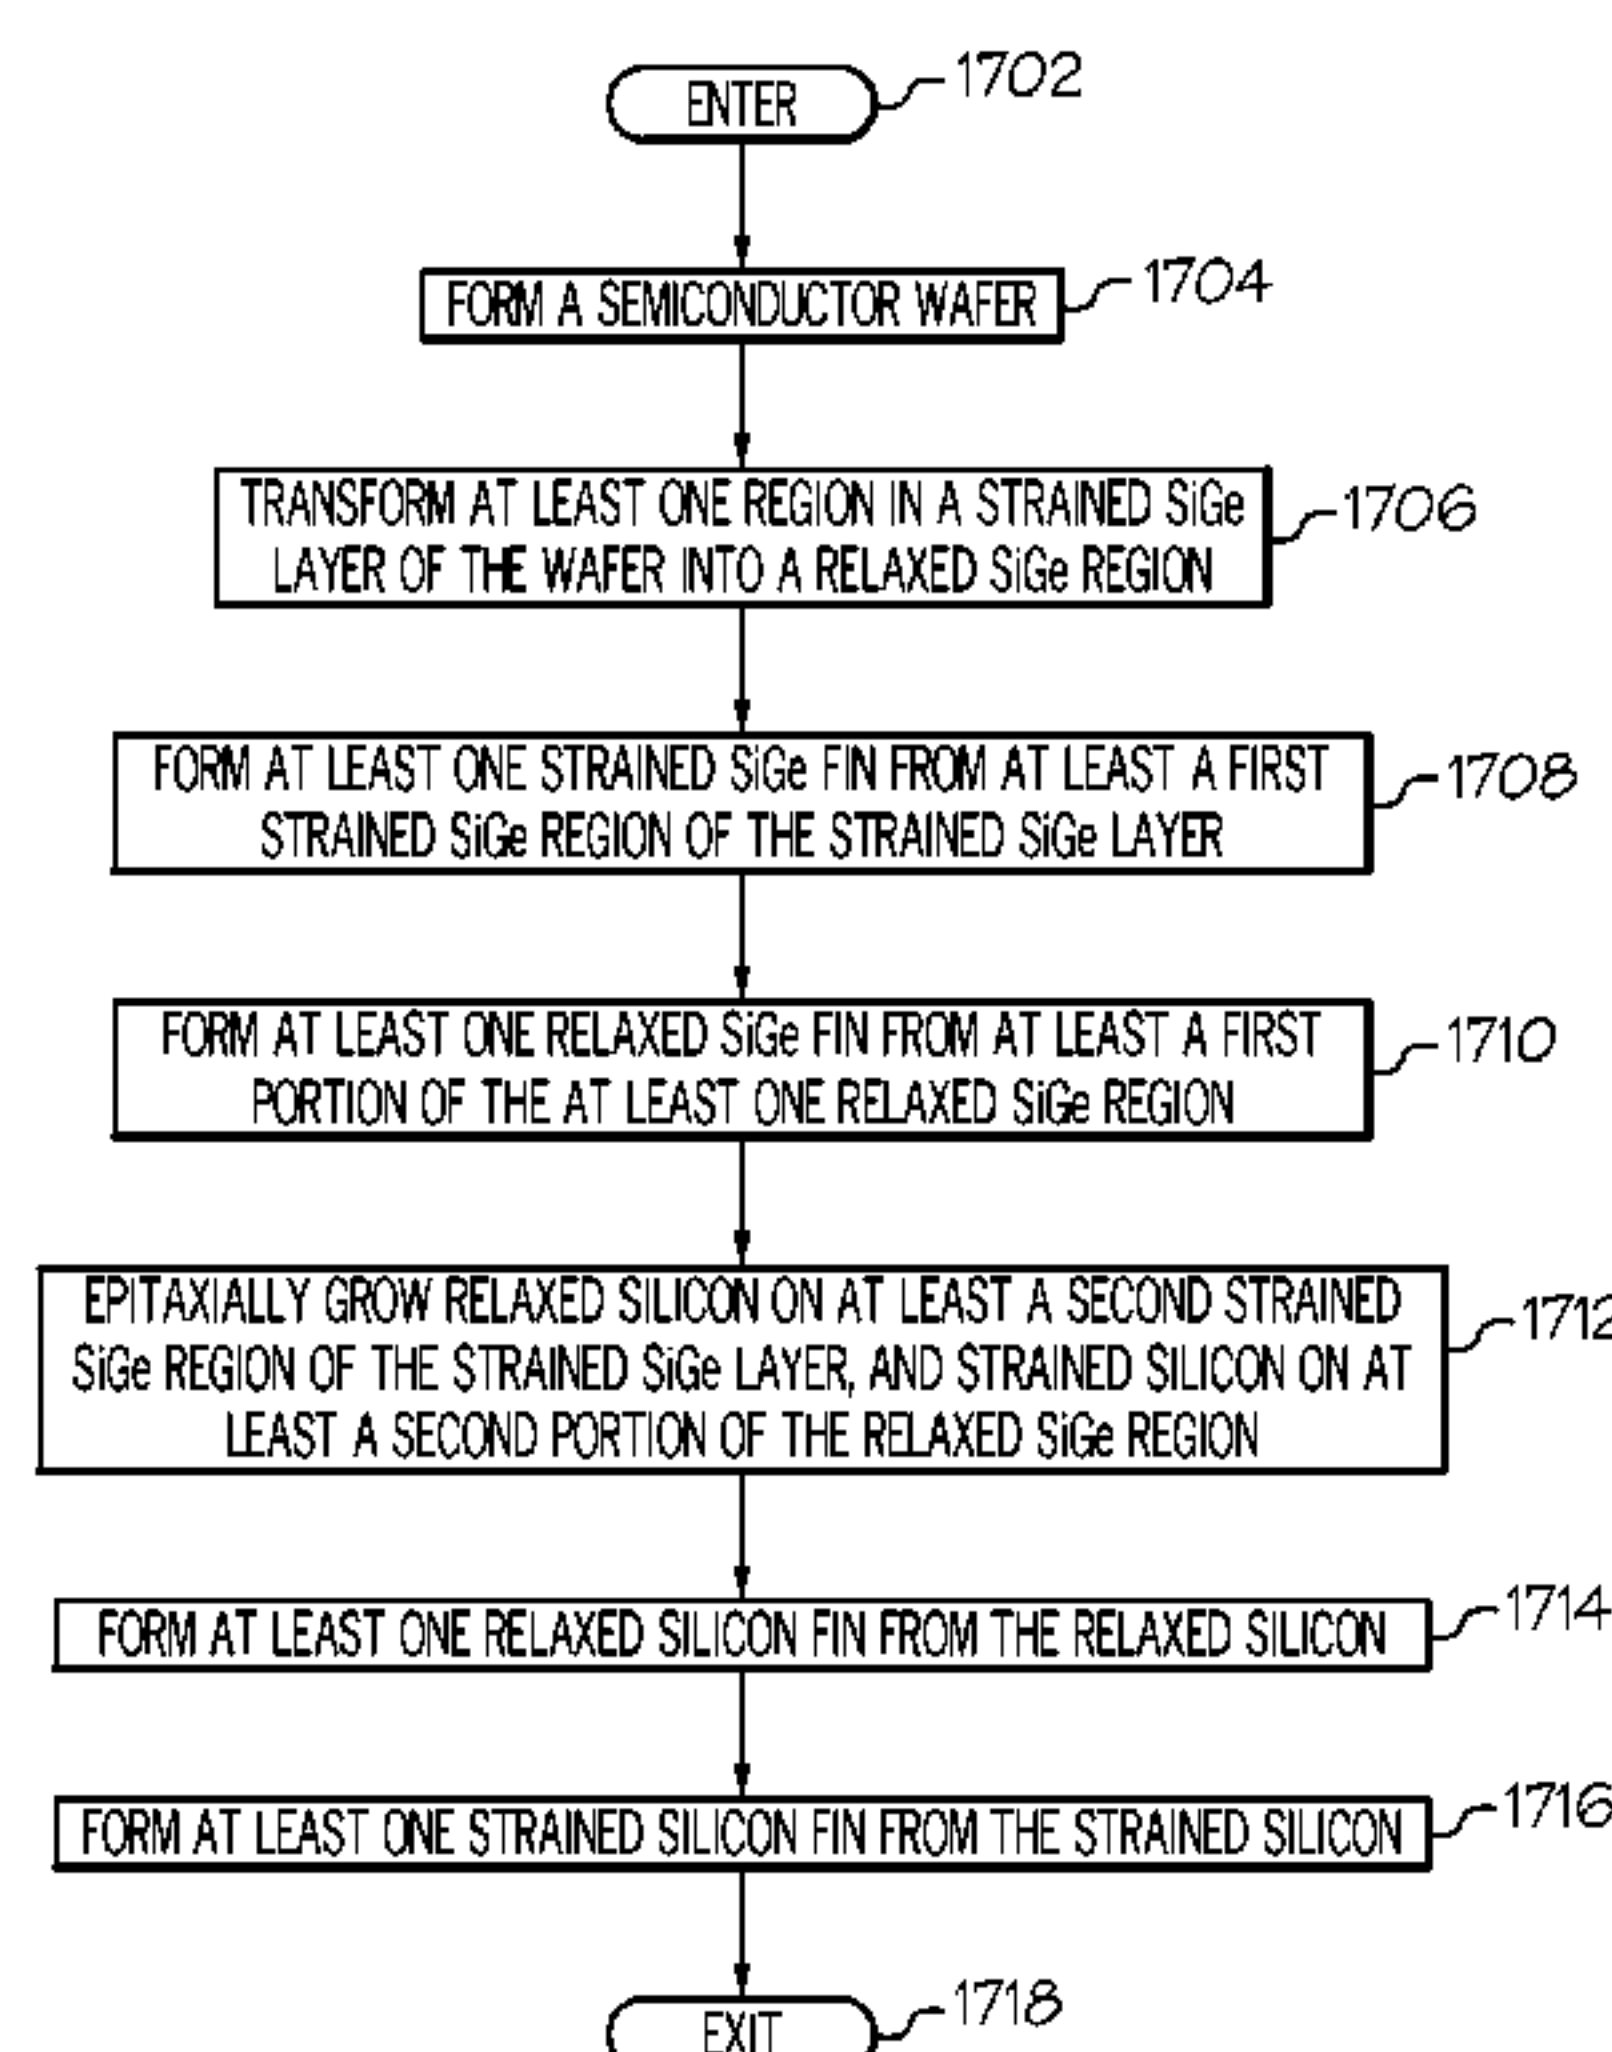 ENTER
1702
FORM A SEMICONDUCTOR WAFER
1704
TRANSFORM AT LEAST ONE REGION IN A STRAINED SiGe
LAYER OF THE WAFER INTO A RELAXED SiGe REGION
1706
FORM AT LEAST ONE STRAINED SiGe FIN FROM AT LEAST A FIRST
STRAINED SiGe REGION OF THE STRAINED SiGe LAYER
1708
FORM AT LEAST ONE RELAXED SiGe FIN FROM AT LEAST A FIRST
PORTION OF THE AT LEAST ONE RELAXED SiGe REGION
1710
EPITAXIALLY GROW RELAXED SILICON ON AT LEAST A SECOND STRAINED
SiGe REGION OF THE STRAINED SiGe LAYER, AND STRAINED SILICON ON AT
LEAST A SECOND PORTION OF THE RELAXED SiGe REGION
1712
FORM AT LEAST ONE RELAXED SILICON FIN FROM THE RELAXED SILICON
1714
FORM AT LEAST ONE STRAINED SILICON FIN FROM THE STRAINED SILICON
1716
EXIT
1718